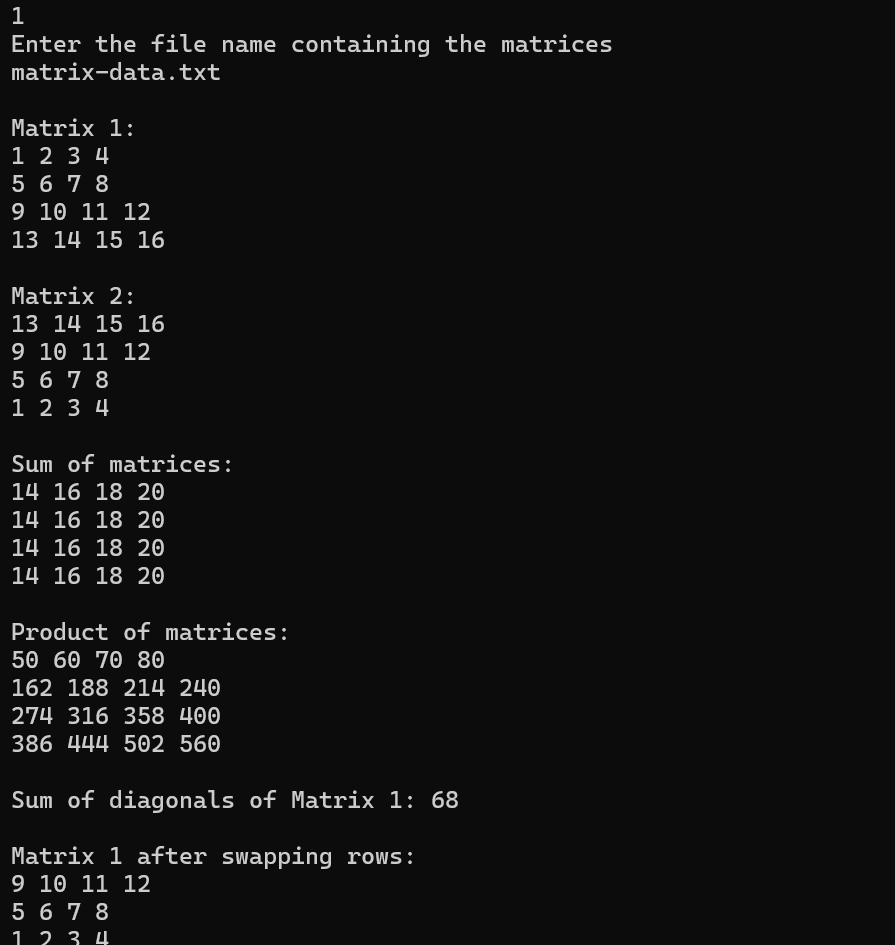 1
Enter the file name containing the matrices
matrix-data.txt
Matrix 1:
1 2 3 4
5 6 7 8
9 10 11 12
13 14 15 16
Matrix 2:
13 14 15 16
9 10 11 12
5 6 7 8
1 2 3 4
Sum of matrices:
14 16 18 20
14 16 18 20
14 16 18 20
14 16 18 20
Product of matrices:
50 60 70 80
162 188 214 240
274 316 358 400
386 444 502 560
Sum of diagonals of Matrix 1: 68
Matrix 1 after swapping rows:
9 10 11 12
5 6 7 8
1 2 3 4